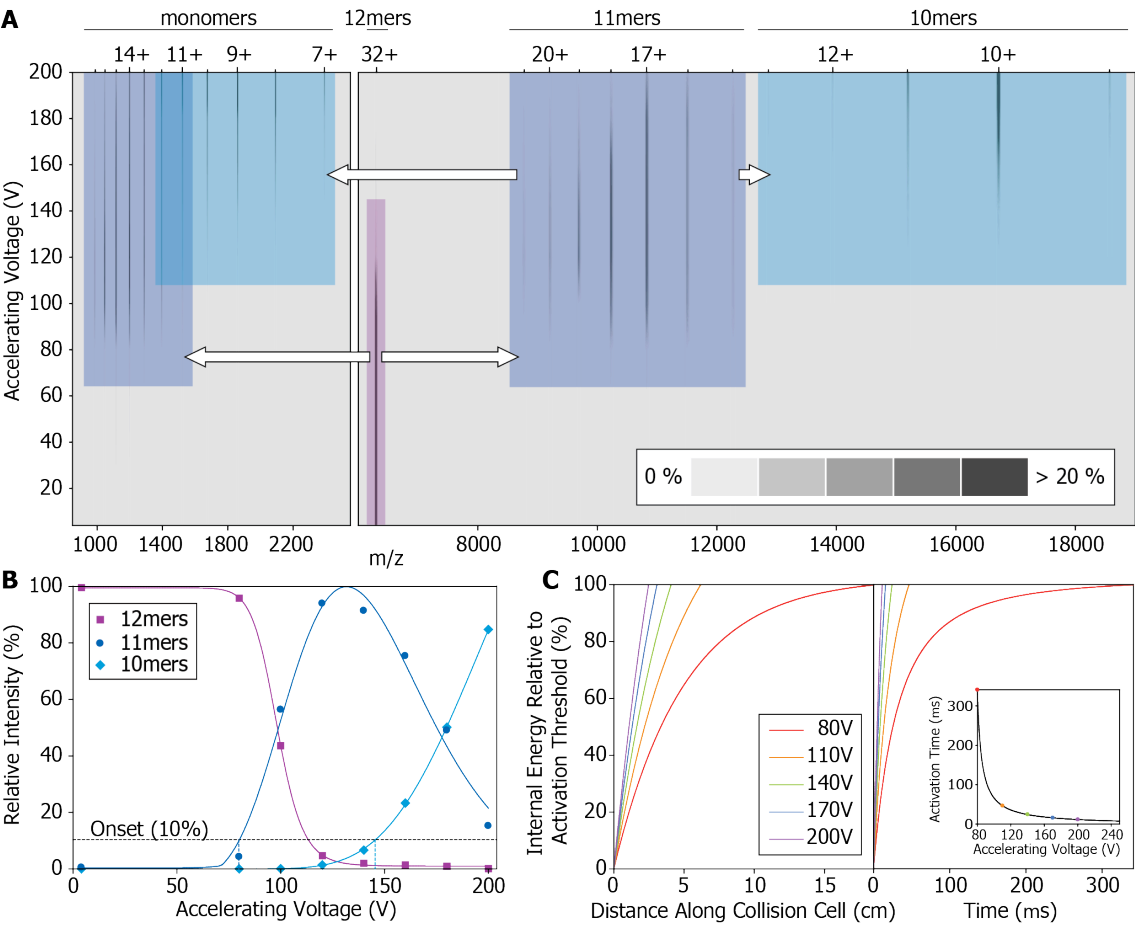 A
monomers 12mers 11mers 10mers
14+ 11+ 9+ 7+ 32+ 20+ 17+ 12+ 10+
Accelerating Voltage (V)
200
180
160
140
120
100
80
60
40
20
0 % > 20 %
1000 1400 1800 2200 8000 10000 12000 14000 16000 18000
m/z
B
Relative Intensity (%)
100
80
60
40
20
0
12mers
11mers
10mers
Onset (10%)
0 50 100 150 200
Accelerating Voltage (V)
C
Internal Energy Relative to
Activation Threshold (%)
100
80
60
40
20
0
80V
110V
140V
170V
200V
0 5 10 15
Distance Along Collision Cell (cm)
Activation Time (ms)
300
200
100
0
80 120 160 200 240
Accelerating Voltage (V)
0 100 200 300
Time (ms)